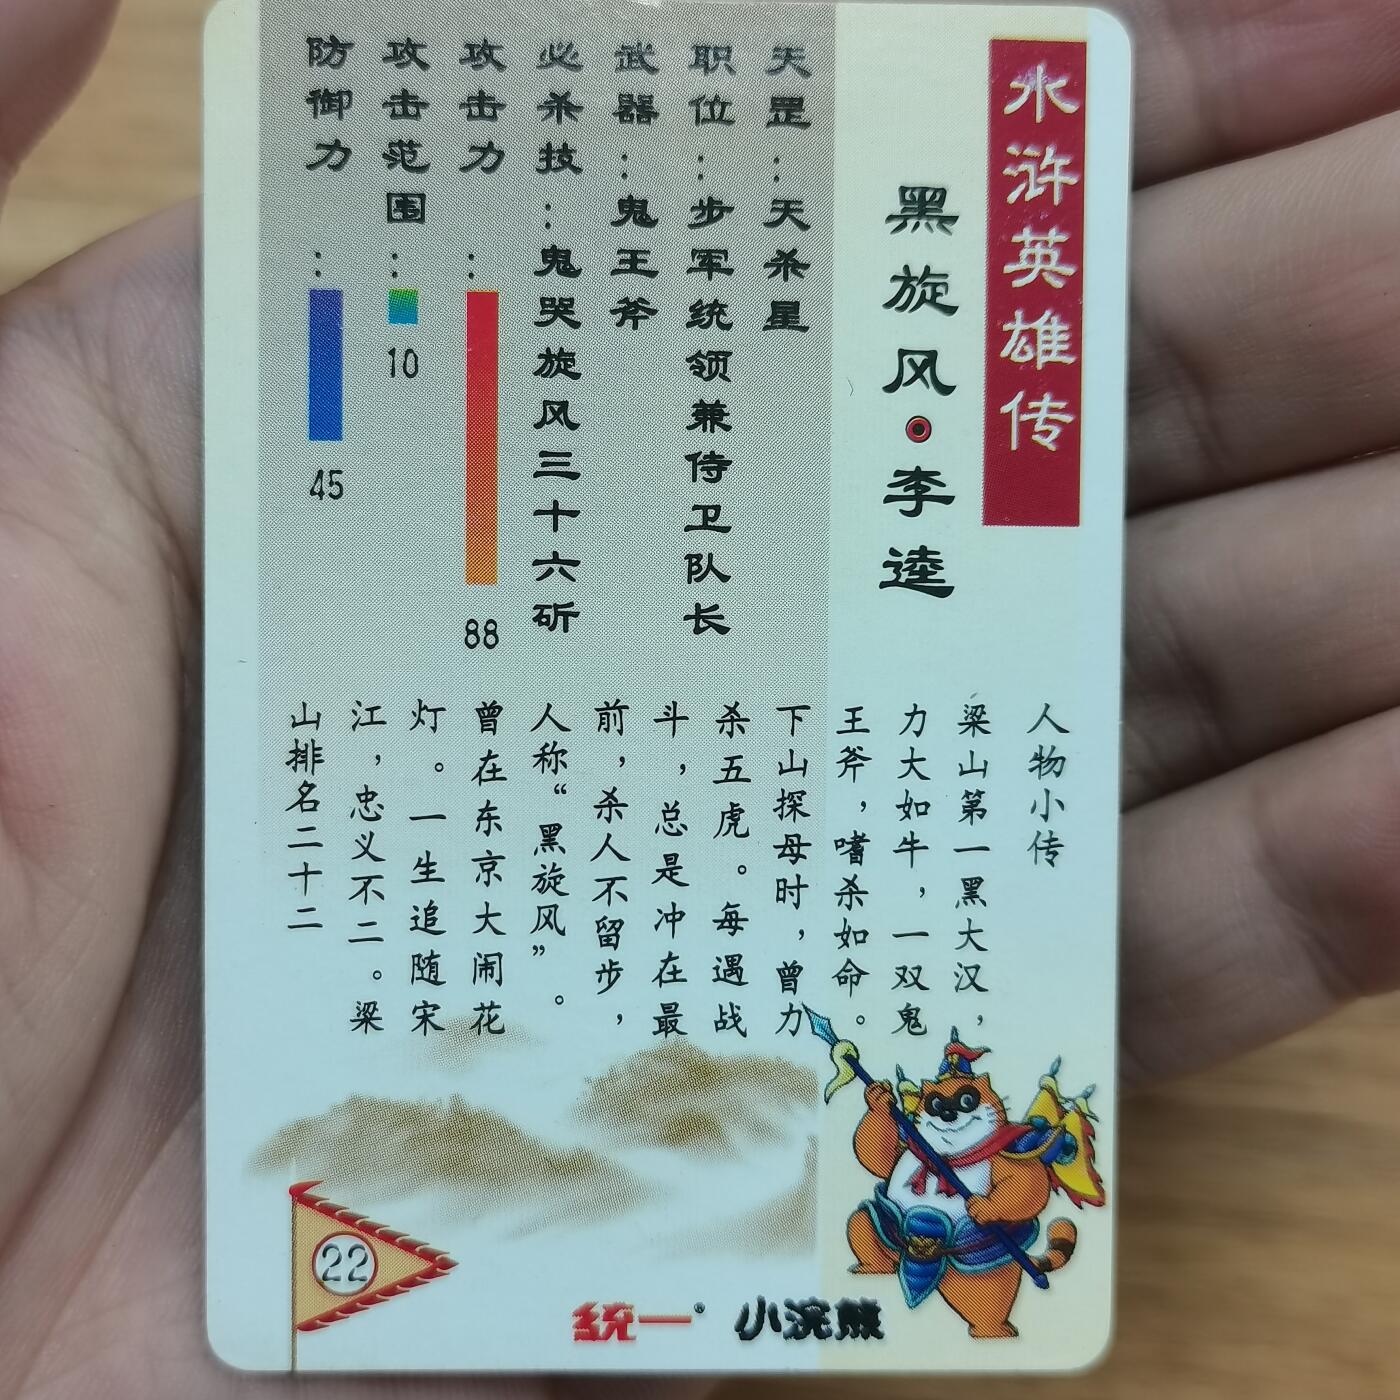 水浒英雄传
黑旋风·李逵
天罡:天杀星
职位:步军统领兼侍卫队长
武器:鬼王斧
必杀技:鬼哭旋风三十六斫
攻击力:88
攻击范围:10
防御力:45
人物小传
梁山第一黑大汉，
力大如牛，一双鬼
王斧，嗜杀如命。
下山探母时，曾力
杀五虎。每遇战
斗，总是冲在最
前，杀人不留步，
人称“黑旋风”。
曾在东京大闹花
灯。一生追随宋
江，忠义不二。梁
山排名二十二
22
統一® 小浣熊